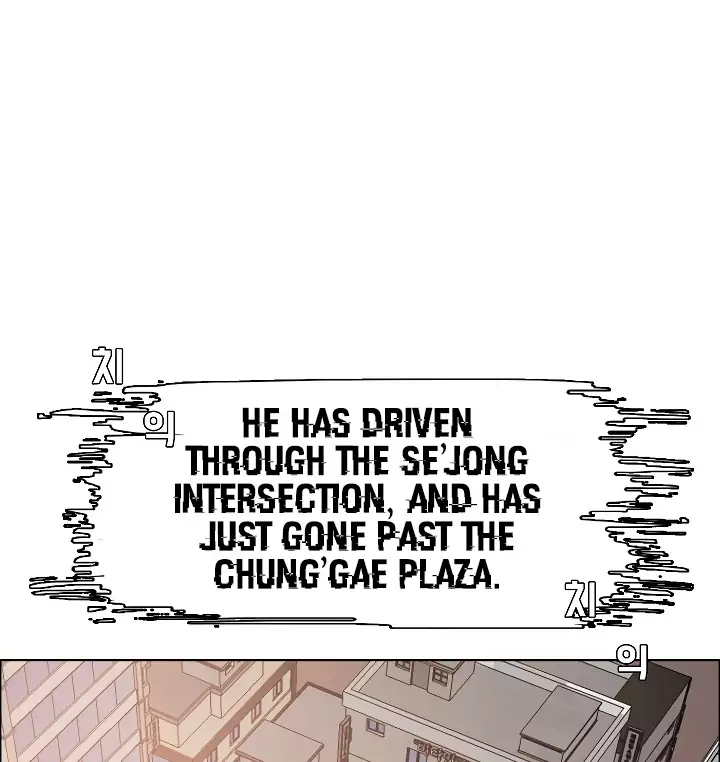 치
익
HE HAS DRIVEN
THROUGH THE SE'JONG
INTERSECTION, AND HAS
JUST GONE PAST THE
CHUNG'GAE PLAZA.
치
익